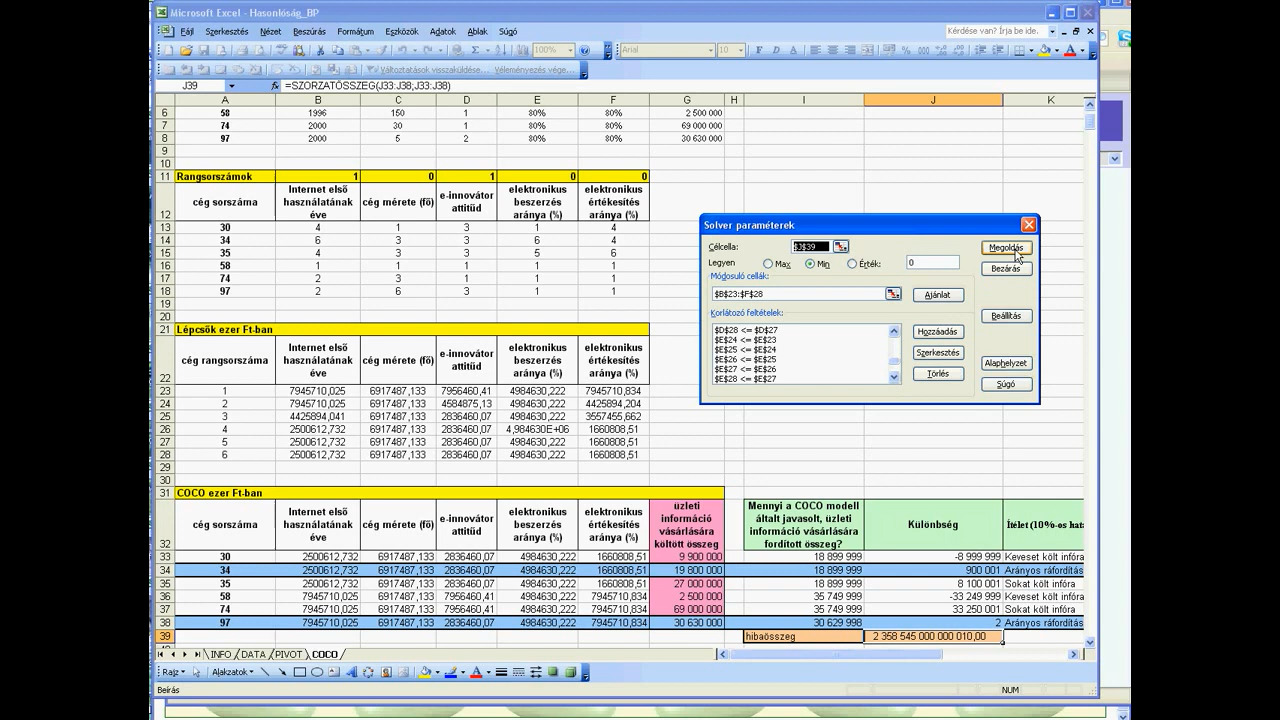 Microsoft Excel - Hasonlóság_BP
Fájl Szerkesztés Nézet Beszúrás Formátum Eszközök Adatok Ablak Súgó Kérdése van? Írja be ide.
100% Arial 10
Változtatások visszaküldése... Véleményezés vége...
J39 fx =SZORZATÖSSZEG(J33:J38;J33:J38)
A B C D E F G H I J K
6 58 1996 150 1 80% 80% 2 500 000
7 74 2000 30 1 80% 80% 69 000 000
8 97 2000 5 2 80% 80% 30 630 000
9
10
11 Rangsorszámok 1 0 1 0 0
12 cég sorszáma Internet első használatának éve cég mérete (fő) e-innovátor attitűd elektronikus beszerzés aránya (%) elektronikus értékesítés aránya (%)
13 30 4 1 3 1 4
14 34 6 3 3 6 4
15 35 4 3 3 5 6
16 58 1 1 1 1 1
17 74 2 3 1 1 1
18 97 2 6 3 1 1
19
20
21 Lépcsők ezer Ft-ban
22 cég rangsorszáma Internet első használatának éve cég mérete (fő) e-innovátor attitűd elektronikus beszerzés aránya (%) elektronikus értékesítés aránya (%)
23 1 7945710,025 6917487,133 7956460,41 4984630,222 7945710,834
24 2 7945710,025 6917487,133 4584875,13 4984630,222 4425894,204
25 3 4425894,041 6917487,133 2836460,07 4984630,222 3557455,662
26 4 2500612,732 6917487,133 2836460,07 4,984630E+06 1660808,51
27 5 2500612,732 6917487,133 2836460,07 4984630,222 1660808,51
28 6 2500612,732 6917487,133 2836460,07 4984630,222 1660808,51
29
30
31 COCO ezer Ft-ban
32 cég sorszáma Internet első használatának éve cég mérete (fő) e-innovátor attitűd elektronikus beszerzés aránya (%) elektronikus értékesítés aránya (%) üzleti információ vásárlására költött összeg Mennyi a COCO modell általt javasolt, üzleti információ vásárlására fordított összeg? Különbség Ítélet (10%-os hatá
33 30 2500612,732 6917487,133 2836460,07 4984630,222 1660808,51 9 900 000 18 899 999 -8 999 999 Keveset költ infóra
34 34 2500612,732 6917487,133 2836460,07 4984630,222 1660808,51 19 800 000 18 899 999 900 001 Arányos ráfordítás
35 35 2500612,732 6917487,133 2836460,07 4984630,222 1660808,51 27 000 000 18 899 999 8 100 001 Sokat költ infóra
36 58 7945710,025 6917487,133 7956460,41 4984630,222 7945710,834 2 500 000 35 749 999 -33 249 999 Keveset költ infóra
37 74 7945710,025 6917487,133 7956460,41 4984630,222 7945710,834 69 000 000 35 749 999 33 250 001 Sokat költ infóra
38 97 7945710,025 6917487,133 2836460,07 4984630,222 7945710,834 30 630 000 30 629 998 2 Arányos ráfordítás
39 hibaösszeg 2 358 545 000 000 010,00
Solver paraméterek
Célcella: $J$39 Megoldás
Legyen Max Min Érték: 0 Bezárás
Módosuló cellák:
$B$23:$F$28 Ajánlat
Korlátozó feltételek: Beállítás
$D$28 <= $D$27 Hozzáadás
$E$24 <= $E$23
$E$25 <= $E$24 Szerkesztés
$E$26 <= $E$25 Alaphelyzet
$E$27 <= $E$26 Törlés
$E$28 <= $E$27 Súgó
INFO DATA PIVOT COCO
Rajz Alakzatok
Beírás NUM